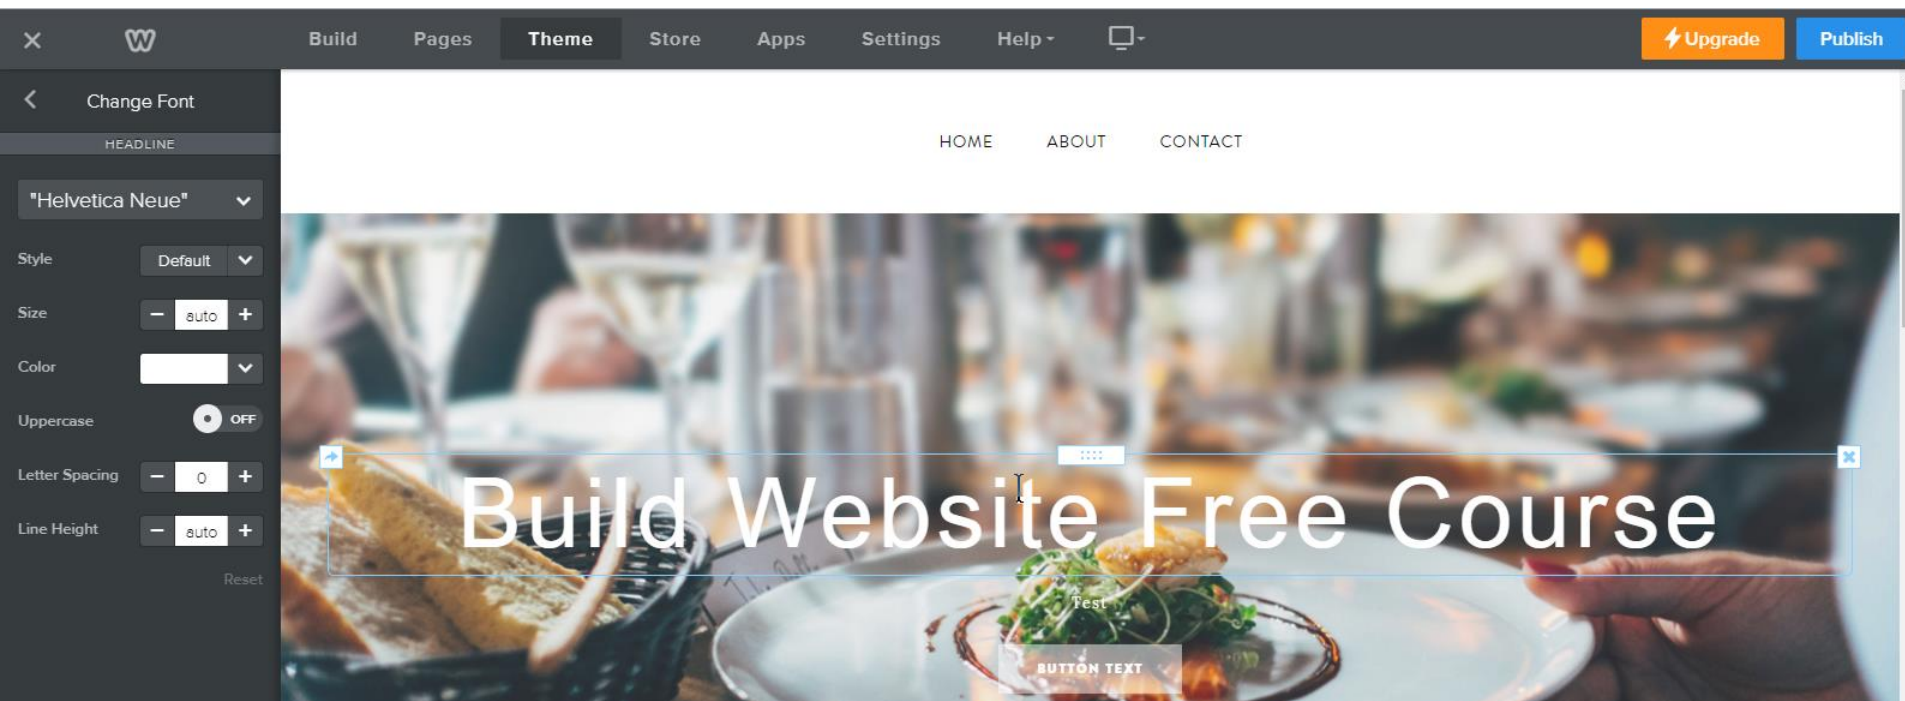 Build Pages Theme Store Apps Settings Help Upgrade Publish
Change Font
HEADLINE
"Helvetica Neue"
Style Default
Size auto
Color
Uppercase OFF
Letter Spacing 0
Line Height auto
Reset
HOME ABOUT CONTACT
Build Website Free Course
Test
BUTTON TEXT